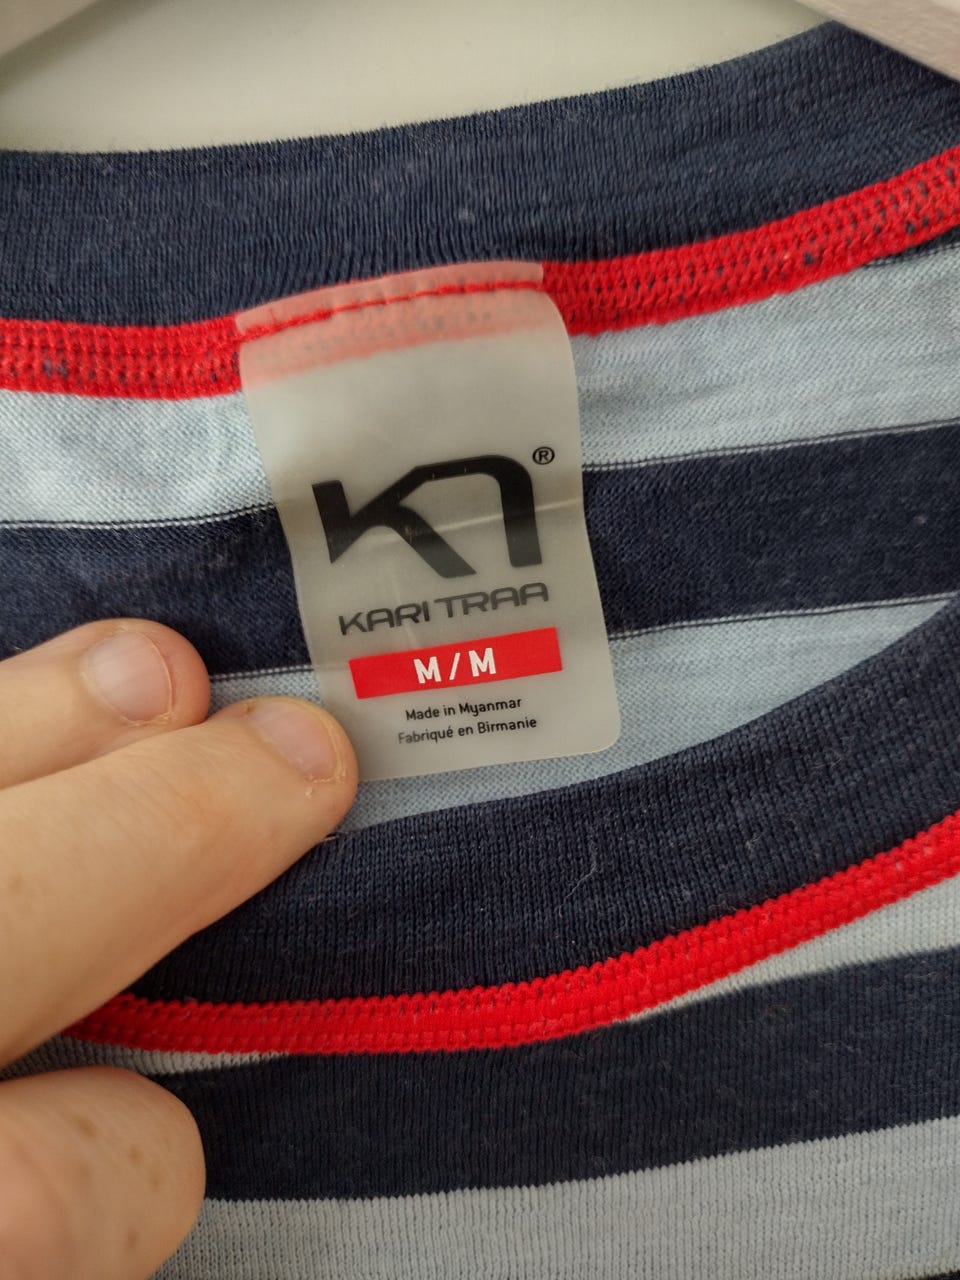 ®
KARI TRAA
M/M
Made in Myanmar
Fabriqué en Birmanie